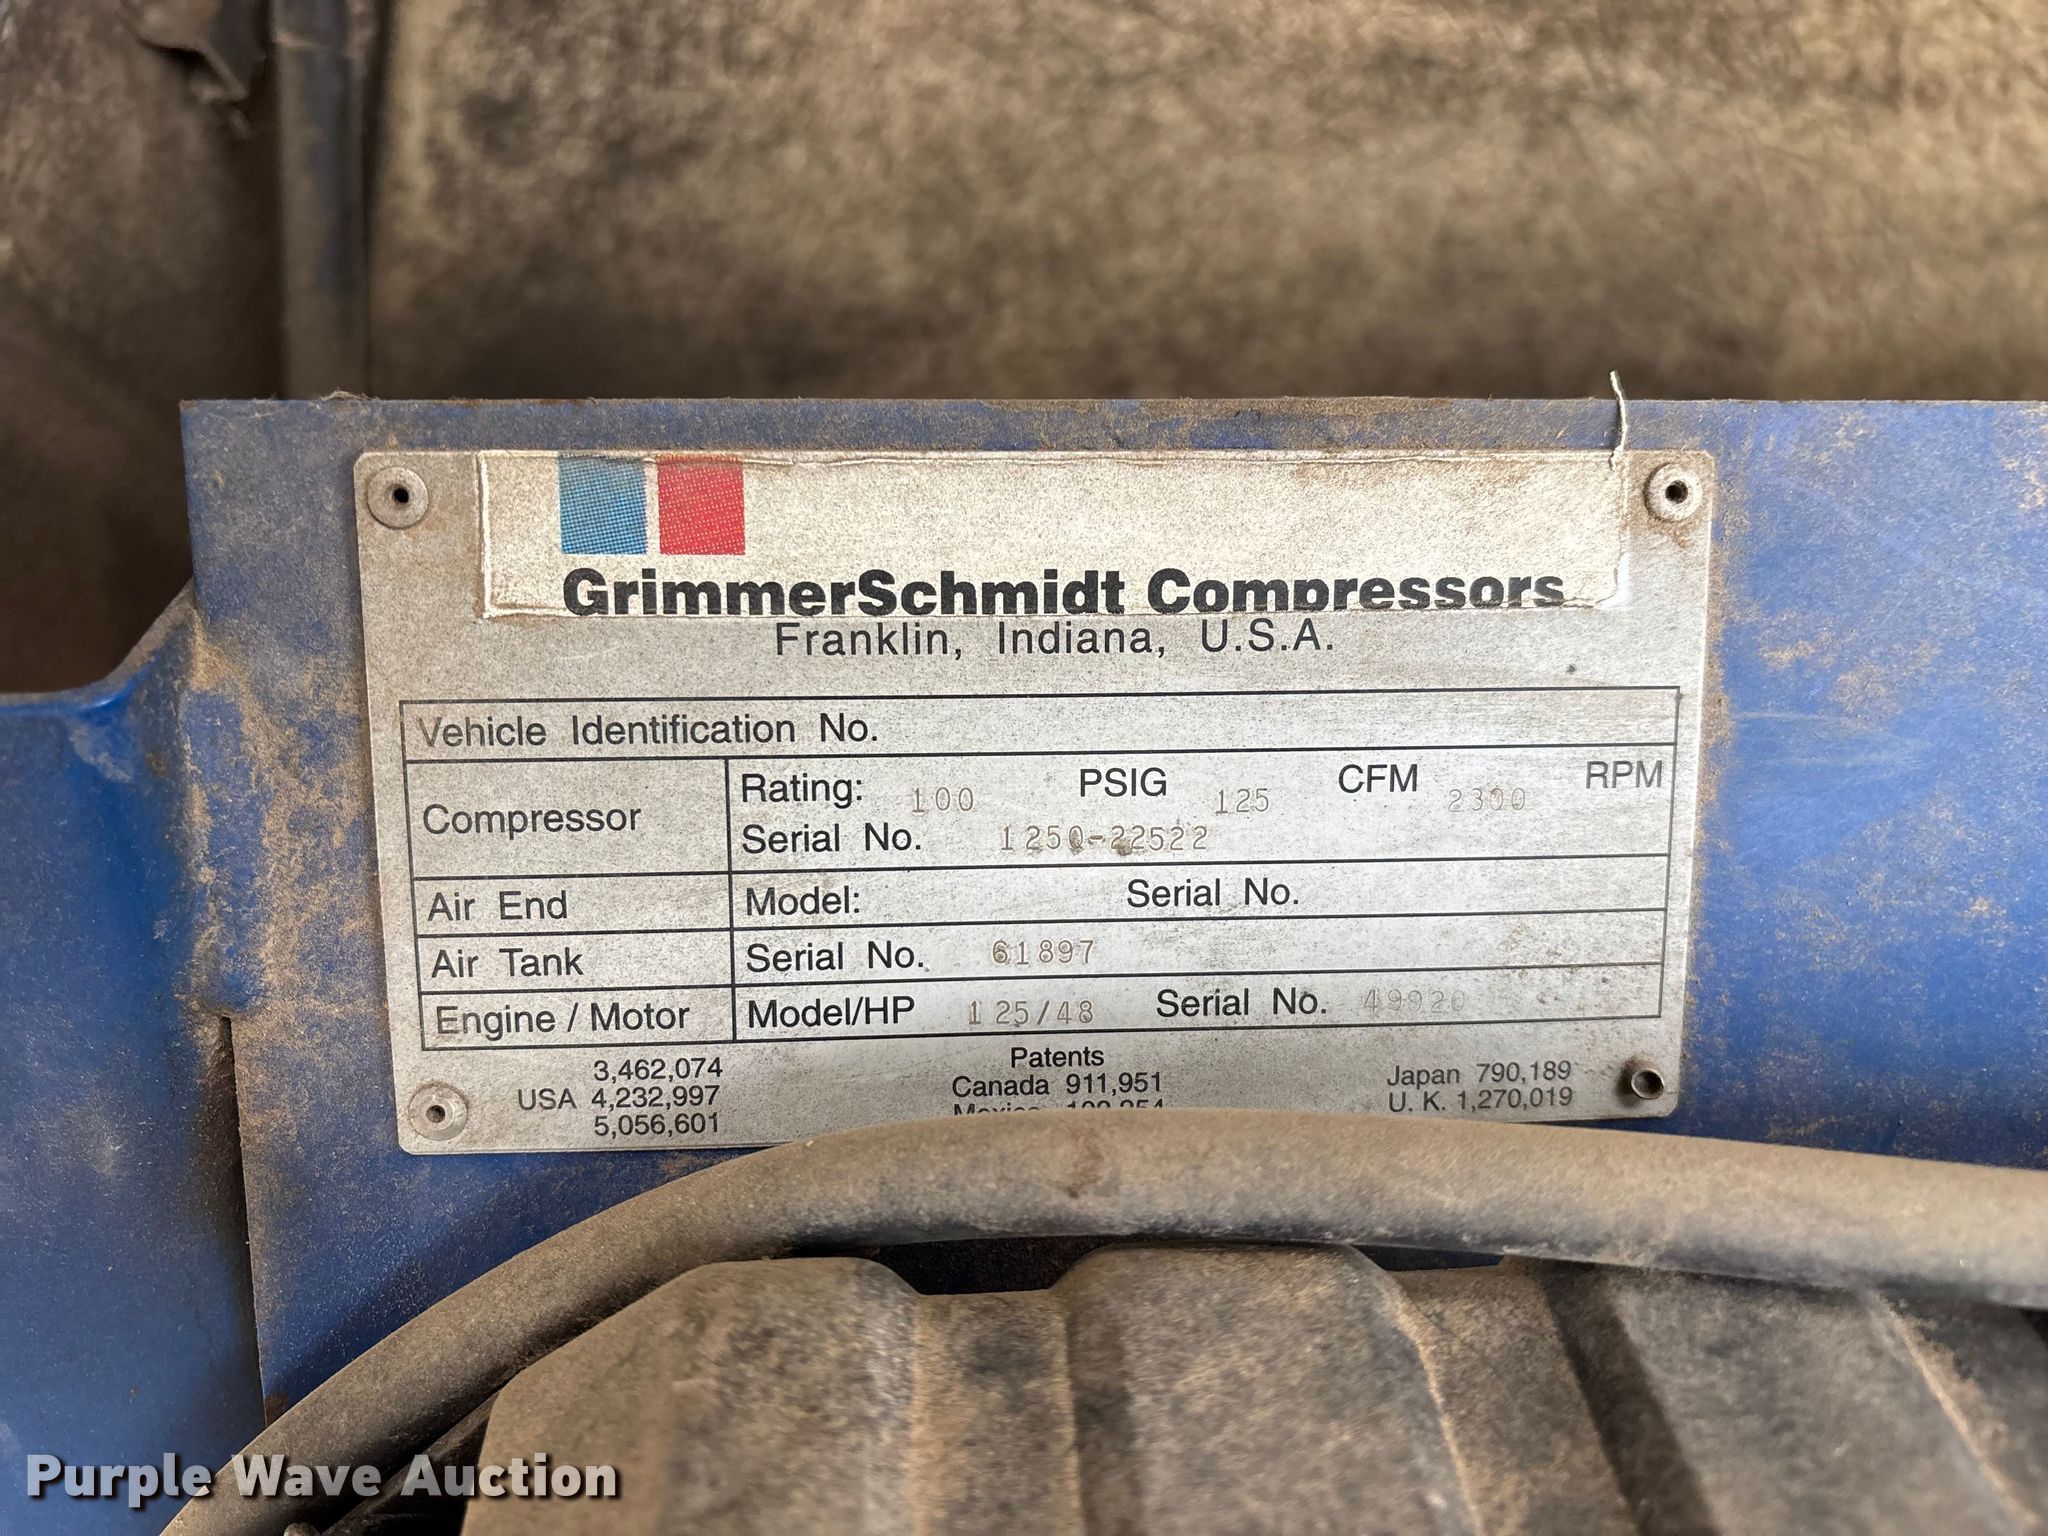 GrimmerSchmidt Compressors
Franklin, Indiana, U.S.A.
Vehicle Identification No.
Compressor
Rating: 100 PSIG 125 CFM 2300 RPM
Serial No. 125Q-22522
Air End Model: Serial No.
Air Tank Serial No. 61897
Engine / Motor Model/HP 125/48 Serial No. 49920
Patents
USA 3,462,074
4,232,997
5,056,601
Canada 911,951
Japan 790,189
U. K. 1,270,019
Purple Wave Auction